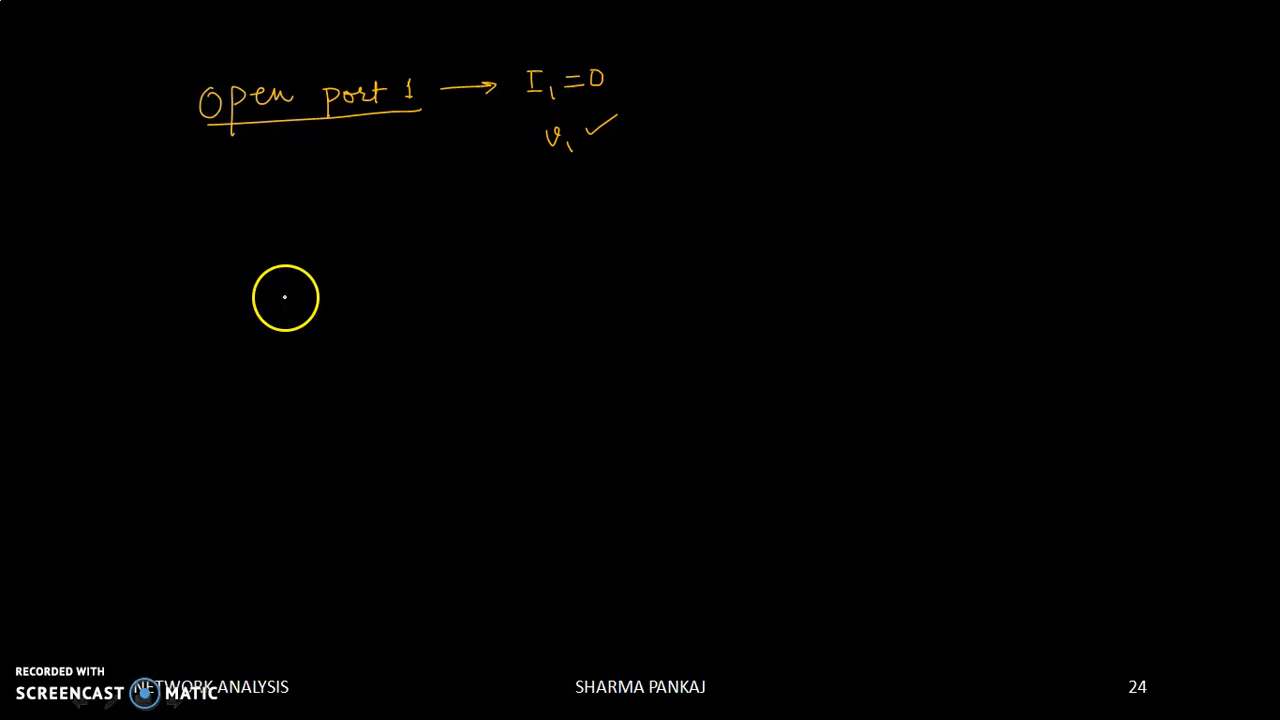 Open port 1 → I₁ = 0
v₁ ✓
RECORDED WITH
SCREENCAST MATIC
NETWORK ANALYSIS
SHARMA PANKAJ
24